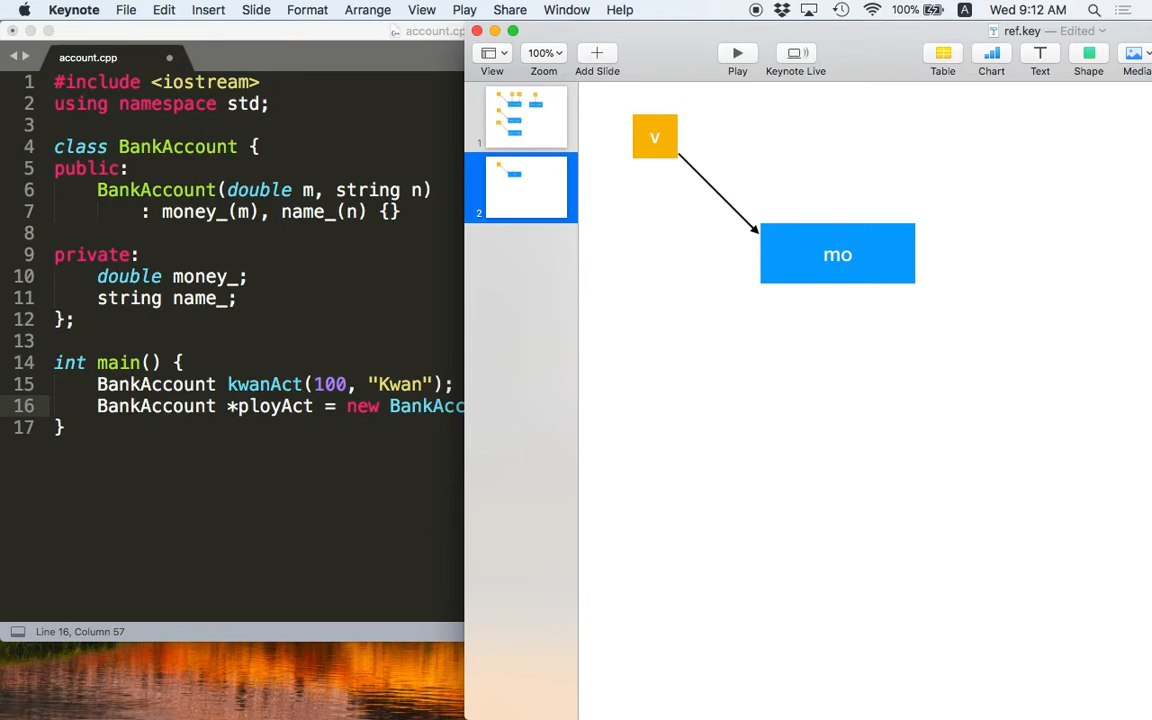 Keynote File Edit Insert Slide Format Arrange View Play Share Window Help 100% A Wed 9:12 AM
account.cp
account.cpp
1 #include <iostream>
2 using namespace std;
3
4 class BankAccount {
5 public:
6 BankAccount(double m, string n)
7 : money_(m), name_(n) {}
8
9 private:
10 double money_;
11 string name_;
12 };
13
14 int main() {
15 BankAccount kwanAct(100, "Kwan");
16 BankAccount *ployAct = new BankAcc
17 }
Line 16, Column 57
ref.key — Edited
100%
View Zoom Add Slide Play Keynote Live Table Chart Text Shape Media
1
2
v
mo